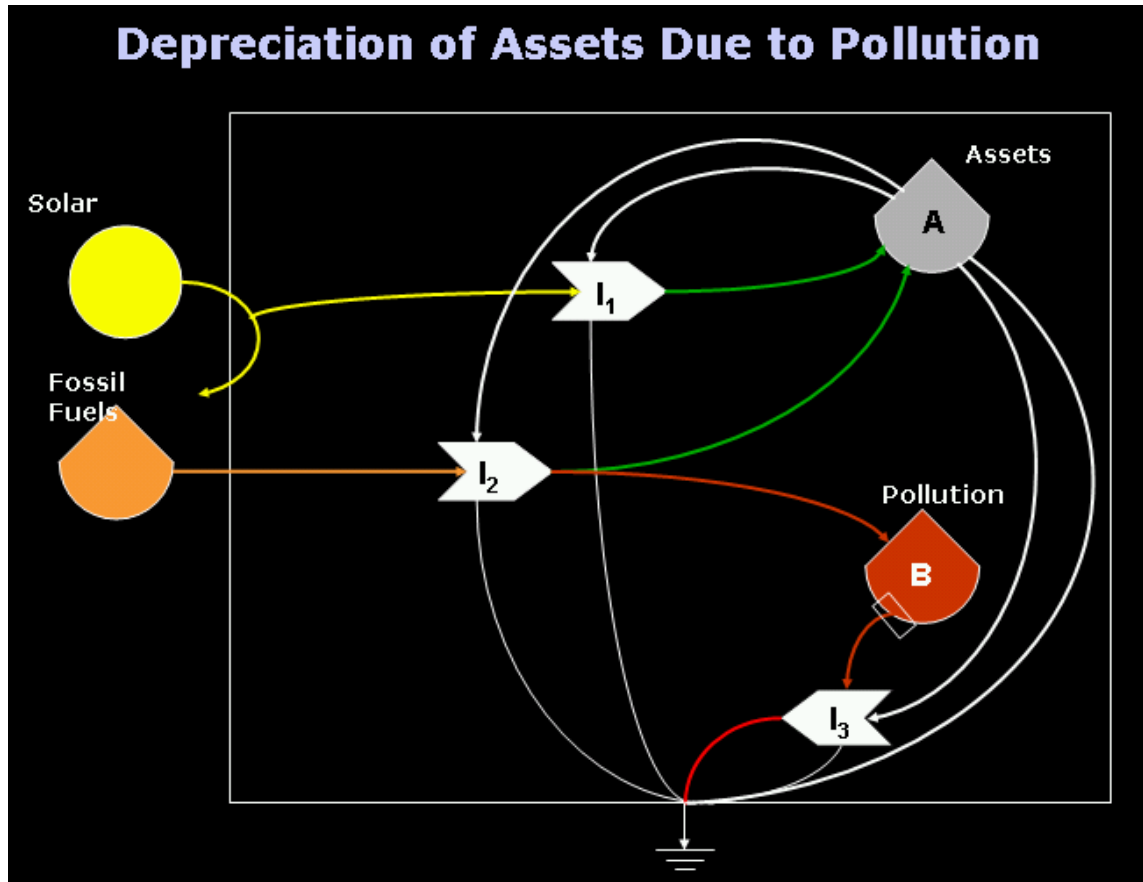 Depreciation of Assets Due to Pollution
Assets
Solar
A
I₁
Fossil
Fuels
I₂
Pollution
B
I₃